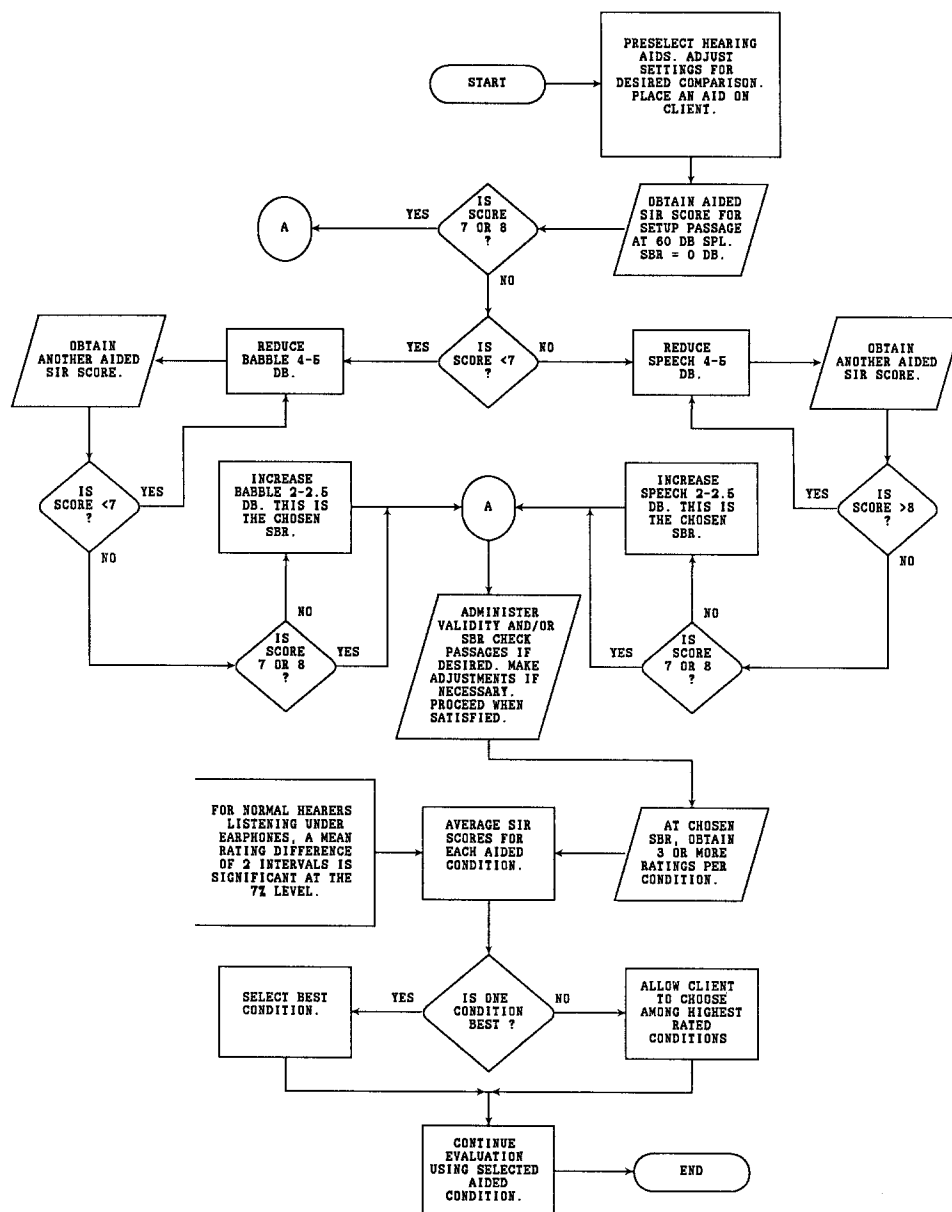 START
PRESELECT HEARING
AIDS. ADJUST
SETTINGS FOR
DESIRED COMPARISON.
PLACE AN AID ON
CLIENT.
OBTAIN AIDED
SIR SCORE FOR
SETUP PASSAGE
AT 60 DB SPL.
SBR = 0 DB.
IS
SCORE
7 OR 8
?
YES
A
NO
IS
SCORE <7
?
YES
NO
REDUCE
BABBLE 4-5
DB.
OBTAIN
ANOTHER AIDED
SIR SCORE.
REDUCE
SPEECH 4-5
DB.
OBTAIN
ANOTHER AIDED
SIR SCORE.
IS
SCORE <7
?
YES
NO
INCREASE
BABBLE 2-2.5
DB. THIS IS
THE CHOSEN
SBR.
A
INCREASE
SPEECH 2-2.5
DB. THIS IS
THE CHOSEN
SBR.
YES
IS
SCORE >8
?
NO
NO
IS
SCORE
7 OR 8
?
YES
ADMINISTER
VALIDITY AND/OR
SBR CHECK
PASSAGES IF
DESIRED. MAKE
ADJUSTMENTS IF
NECESSARY.
PROCEED WHEN
SATISFIED.
NO
YES
IS
SCORE
7 OR 8
?
FOR NORMAL HEARERS
LISTENING UNDER
EARPHONES, A MEAN
RATING DIFFERENCE
OF 2 INTERVALS IS
SIGNIFICANT AT THE
7% LEVEL.
AVERAGE SIR
SCORES FOR
EACH AIDED
CONDITION.
AT CHOSEN
SBR, OBTAIN
3 OR MORE
RATINGS PER
CONDITION.
SELECT BEST
CONDITION.
YES
IS ONE
CONDITION
BEST ?
NO
ALLOW CLIENT
TO CHOOSE
AMONG HIGHEST
RATED
CONDITIONS
CONTINUE
EVALUATION
USING SELECTED
AIDED
CONDITION.
END